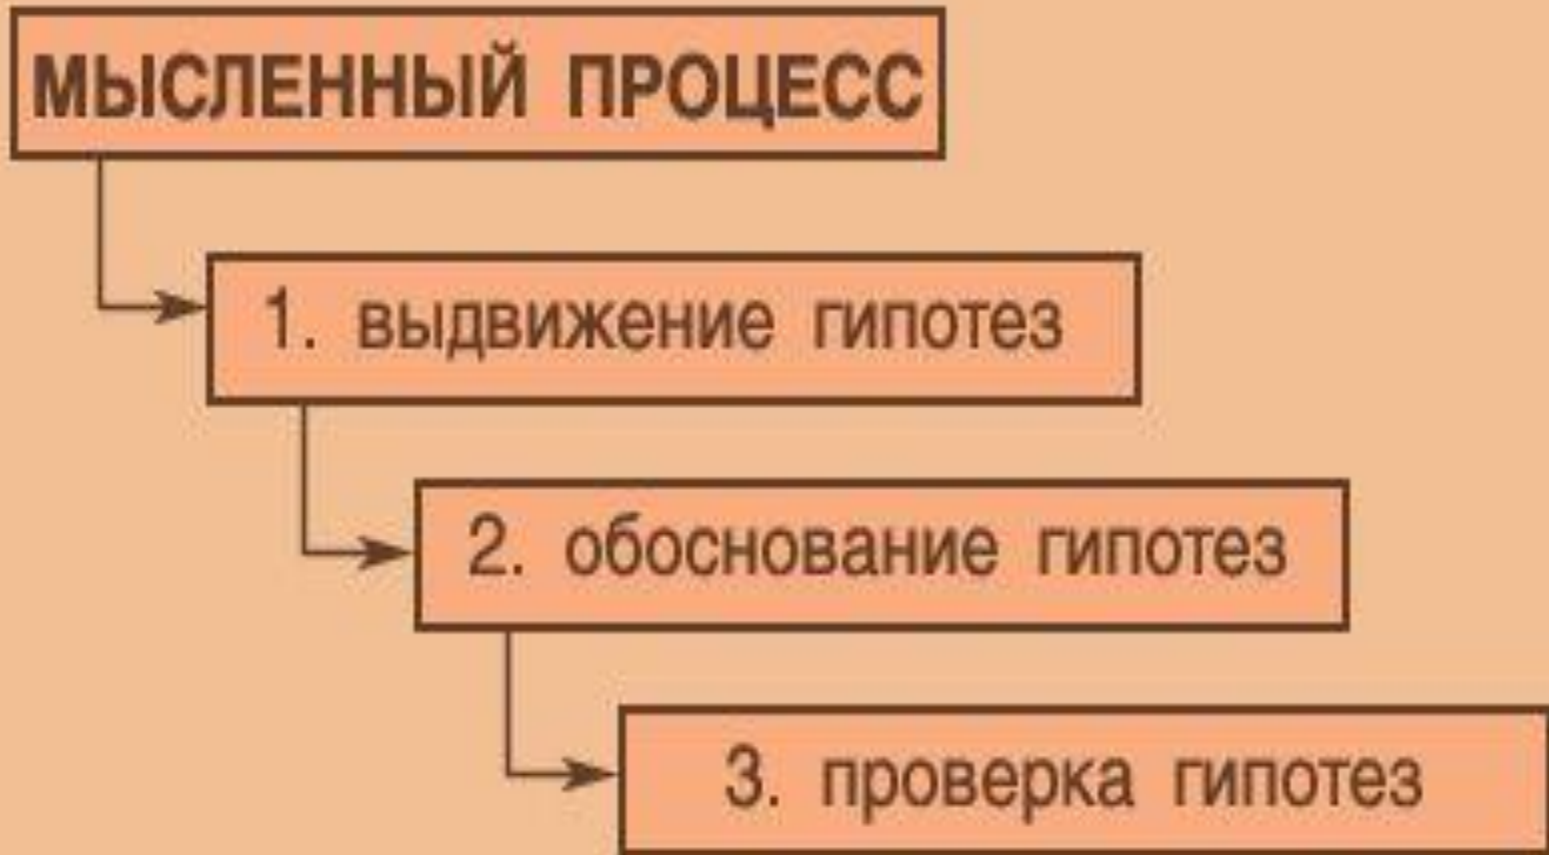 МЫСЛЕННЫЙ ПРОЦЕСС
1. выдвижение гипотез
2. обоснование гипотез
3. проверка гипотез